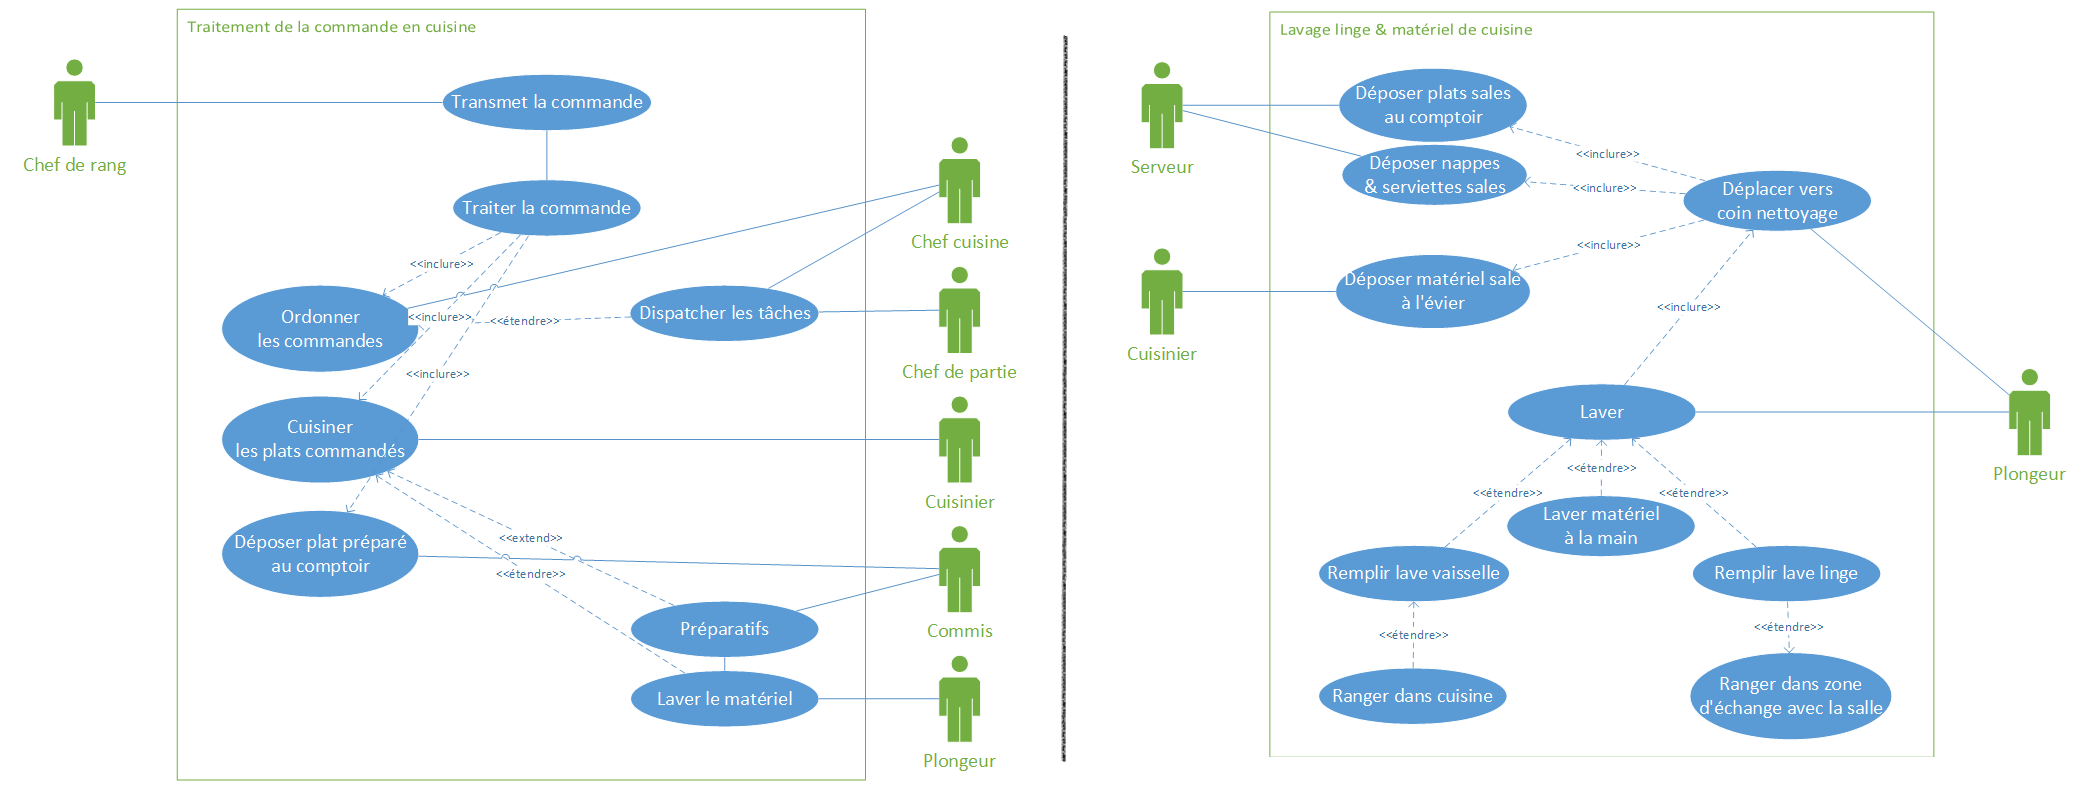 Traitement de la commande en cuisine
Chef de rang
Transmet la commande
Traiter la commande
<<inclure>>
Chef cuisine
Ordonner
les commandes
<<inclure>>
<<étendre>>
Dispatcher les tâches
Chef de partie
<<inclure>>
Cuisiner
les plats commandés
Cuisinier
Déposer plat préparé
au comptoir
<<extend>>
<<étendre>>
Préparatifs
Commis
Laver le matériel
Plongeur
Lavage linge & matériel de cuisine
Serveur
Déposer plats sales
au comptoir
<<inclure>>
Déposer nappes
& serviettes sales
<<inclure>>
Déplacer vers
coin nettoyage
<<inclure>>
Déposer matériel sale
à l'évier
Cuisinier
<<inclure>>
Laver
Plongeur
<<étendre>>
<<étendre>>
<<étendre>>
Laver matériel
à la main
Remplir lave vaisselle
Remplir lave linge
<<étendre>>
<<étendre>>
Ranger dans cuisine
Ranger dans zone
d'échange avec la salle